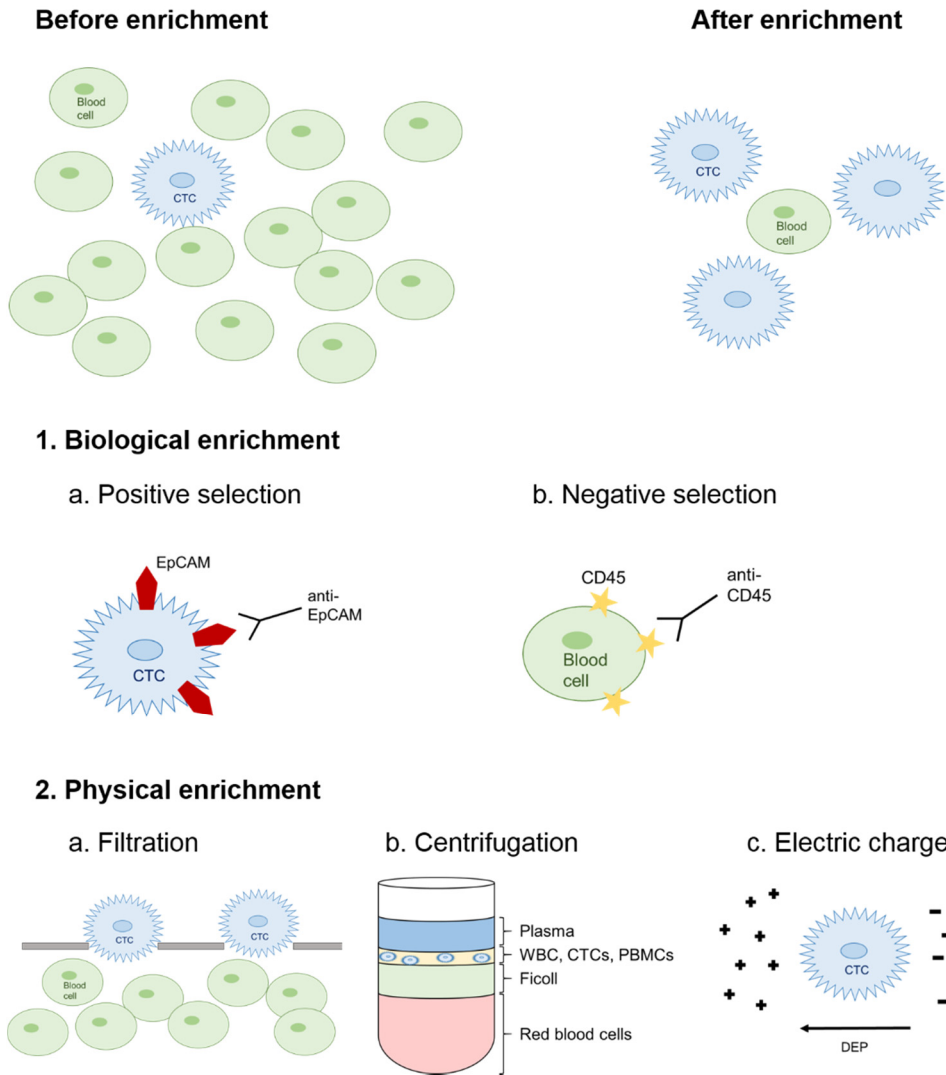 Before enrichment
After enrichment
Blood
cell
CTC
CTC
Blood
cell
1. Biological enrichment
a. Positive selection
b. Negative selection
EpCAM
anti-
EpCAM
CTC
CD45
anti-
CD45
Blood
cell
2. Physical enrichment
a. Filtration
b. Centrifugation
c. Electric charge
CTC
CTC
Blood
cell
Plasma
WBC, CTCs, PBMCs
Ficoll
Red blood cells
CTC
DEP